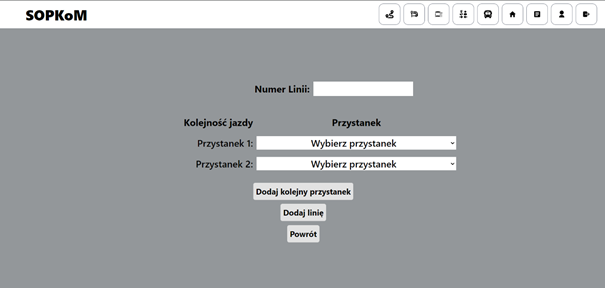 SOPKoM
Numer Linii:
Kolejność jazdy Przystanek
Przystanek 1: Wybierz przystanek
Przystanek 2: Wybierz przystanek
Dodaj kolejny przystanek
Dodaj linię
Powrót